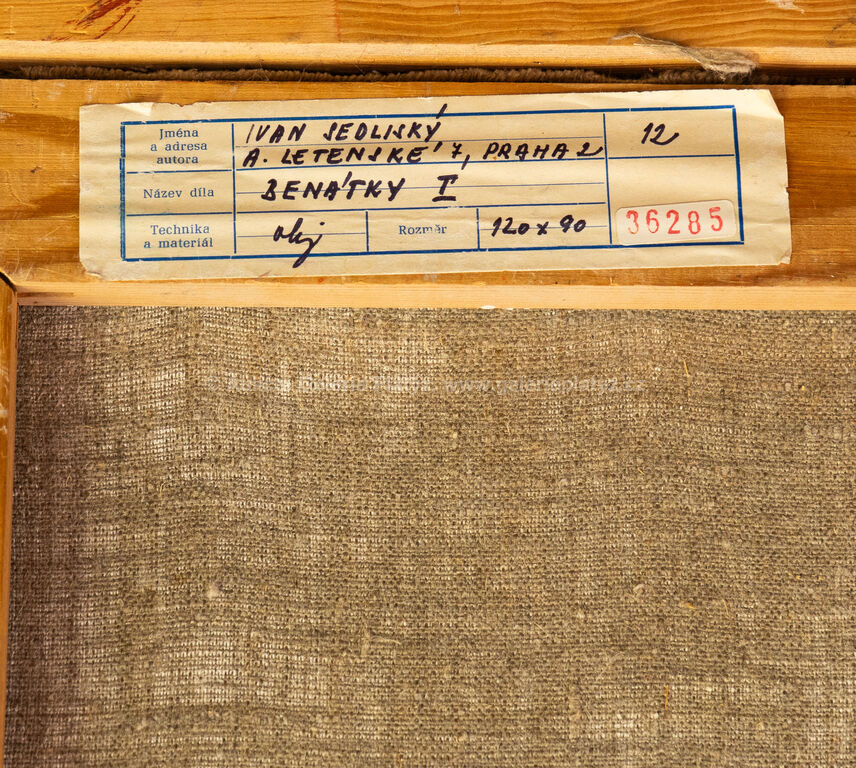 Jména
a adresa
autora
IVAN SEDLISKÝ
A. LETENSKÉ 7, PRAHA 2
12
Název díla
BENÁTKY I
Technika
a materiál
olej
Rozměr
120 x 90
36285